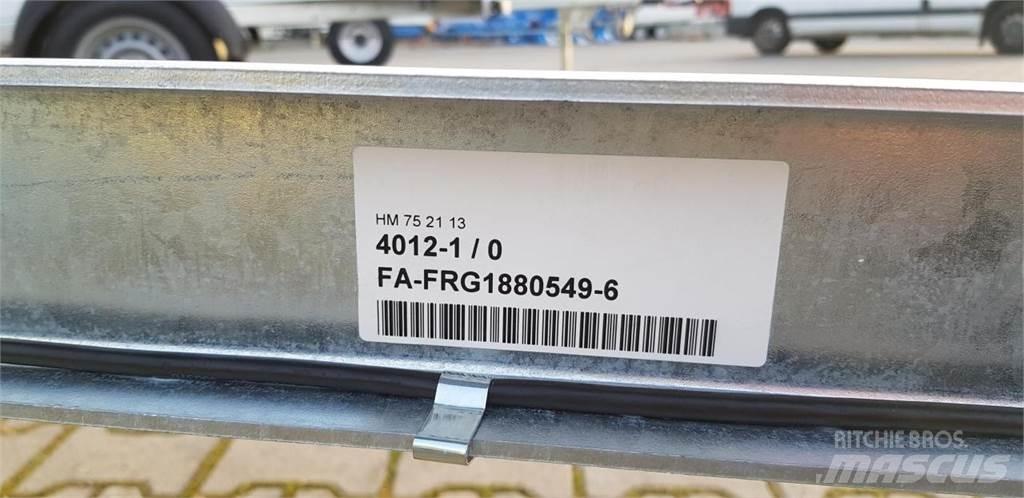 HM 75 21 13
4012-1 / 0
FA-FRG1880549-6
RITCHIE BROS.
MASCUS